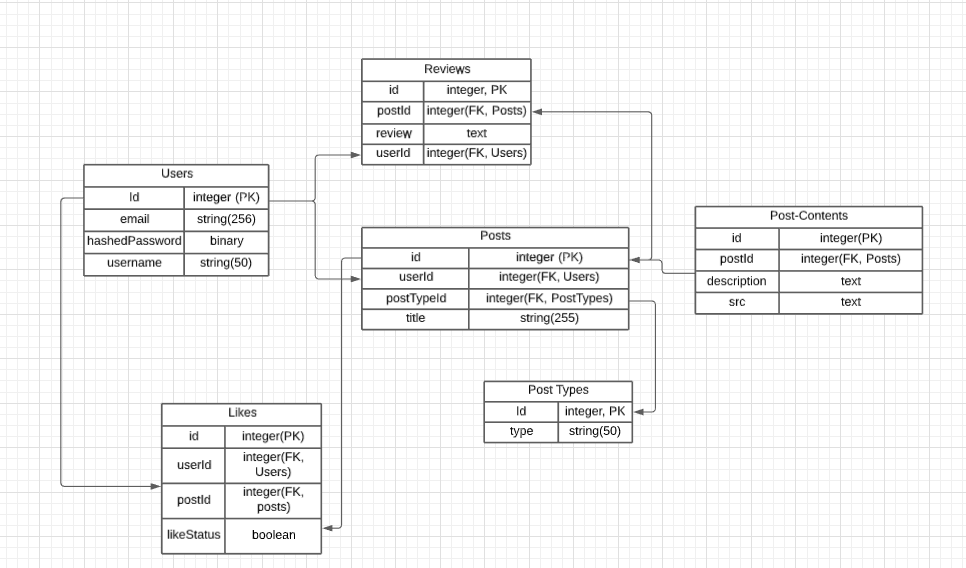 Reviews
id integer, PK
postId integer(FK, Posts)
review text
userId integer(FK, Users)
Users
Id integer (PK)
email string(256)
hashedPassword binary
username string(50)
Post-Contents
id integer(PK)
postId integer(FK, Posts)
description text
src text
Posts
id integer (PK)
userId integer(FK, Users)
postTypeId integer(FK, PostTypes)
title string(255)
Post Types
Id integer, PK
type string(50)
Likes
id integer(PK)
userId integer(FK,
Users)
postId integer(FK,
posts)
likeStatus boolean